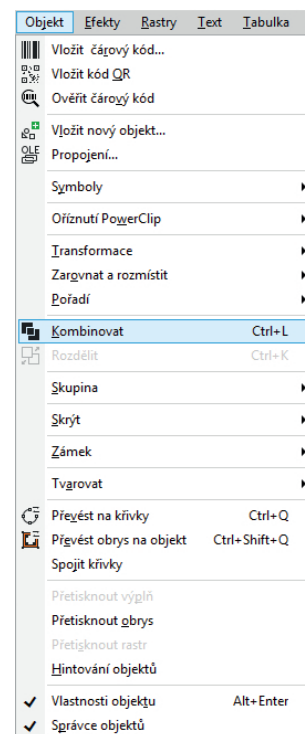 Objekt Efekty Rastry Text Tabulka
Vložit čárový kód...
Vložit kód QR
Ověřit čárový kód
Vložit nový objekt...
OLE Propojení...
Symboly
Oříznutí PowerClip
Transformace
Zarovnat a rozmístit
Pořadí
Kombinovat Ctrl+L
Rozdělit Ctrl+K
Skupina
Skrýt
Zámek
Tvarovat
Převést na křivky Ctrl+Q
Převést obrys na objekt Ctrl+Shift+Q
Spojit křivky
Přetisknout výplň
Přetisknout obrys
Přetisknout rastr
Hintování objektů
Vlastnosti objektu Alt+Enter
Správce objektů